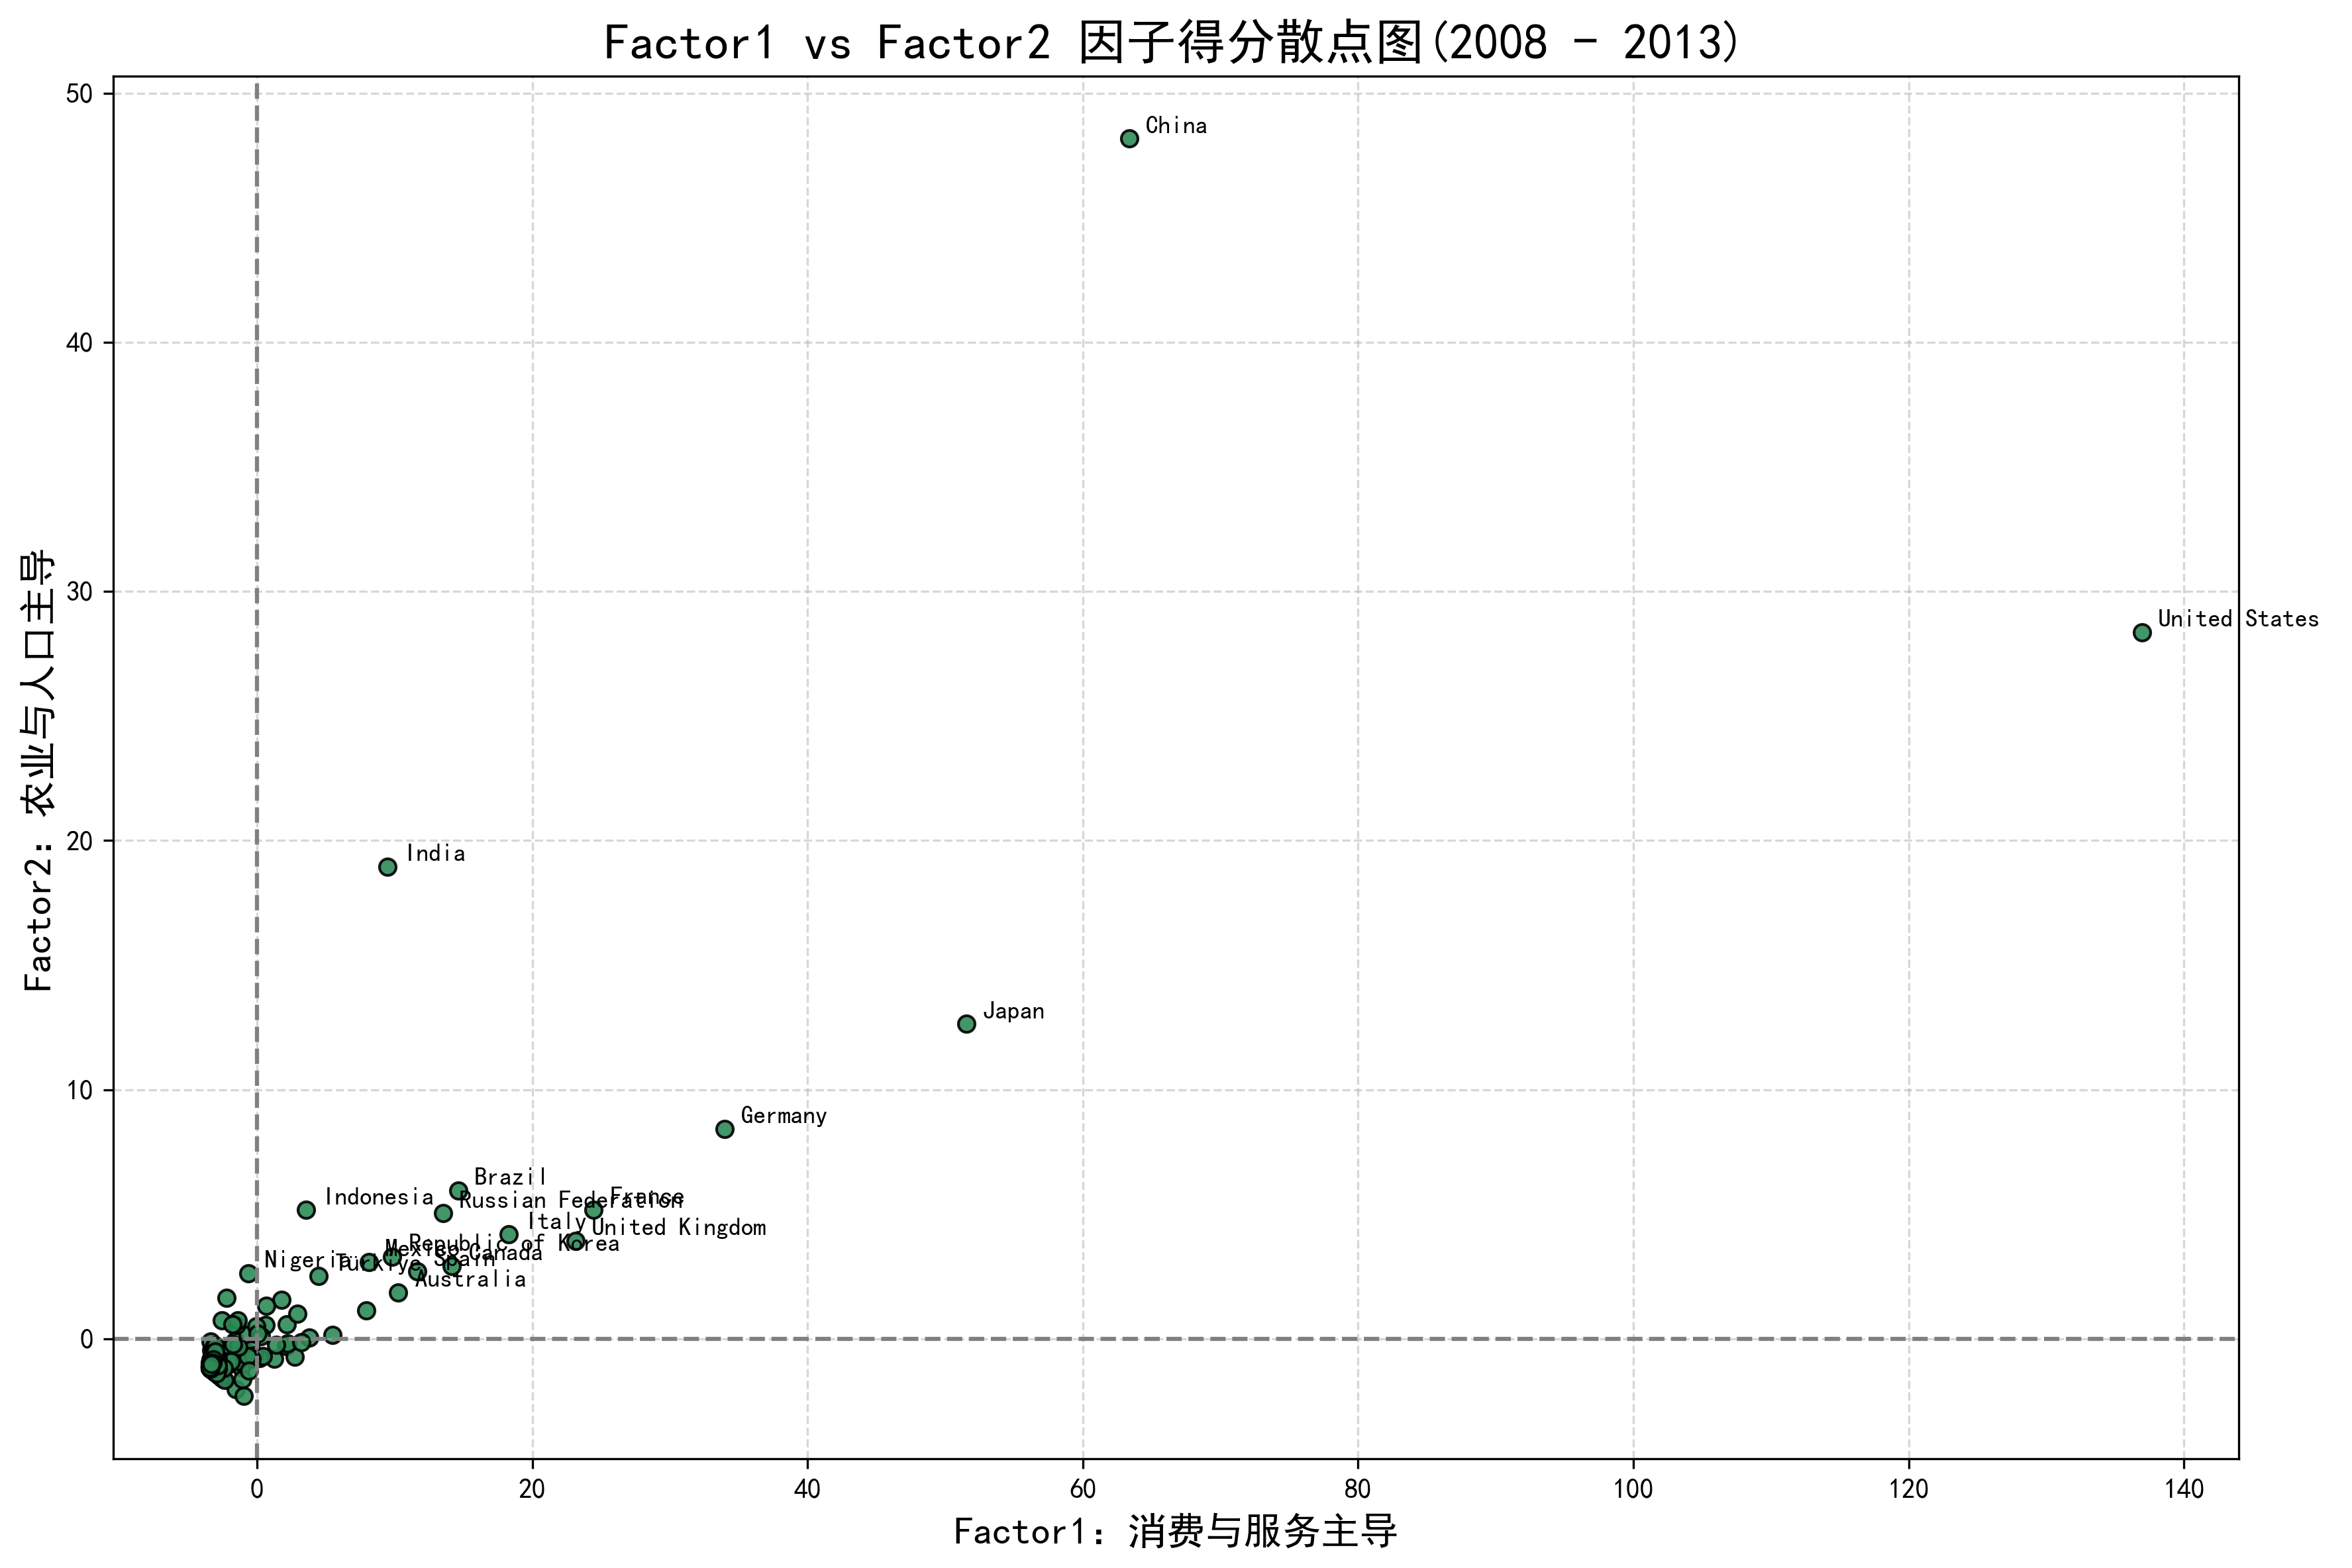 Factor1 vs Factor2 因子得分散点图(2008 - 2013)
50
40
30
20
10
0
Factor2: 农业与人口主导
China
United States
India
Japan
Germany
Brazil
Indonesia
Russian Federation
France
Italy
United Kingdom
Republic of Korea
Mexico
Canada
Spain
Nigeria
Türkiye
Australia
0
20
40
60
80
100
120
140
Factor1: 消费与服务主导